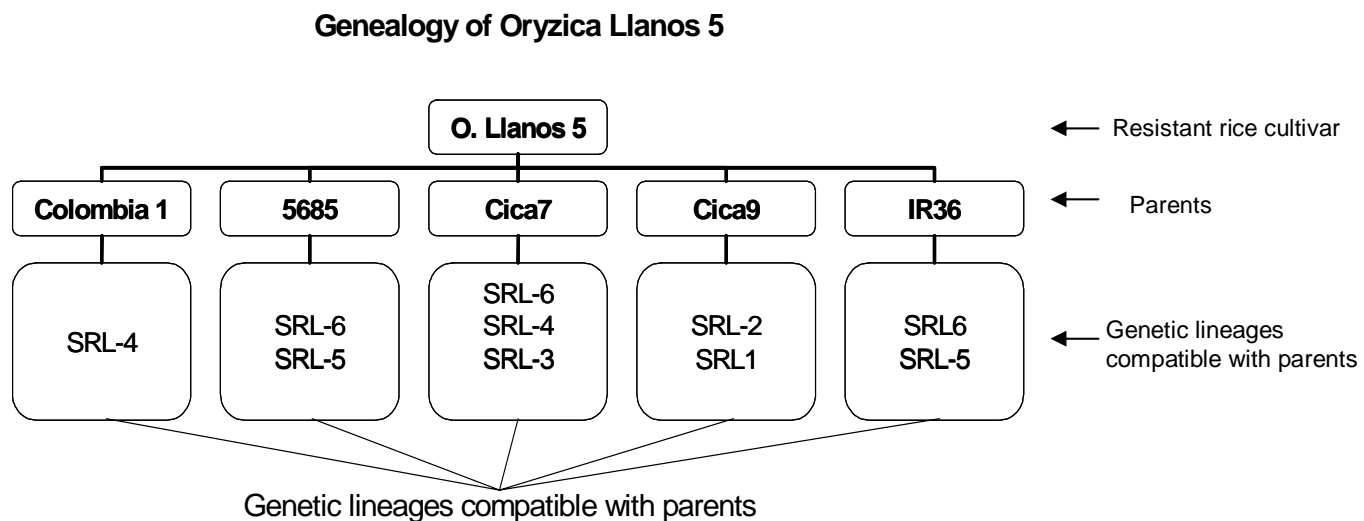 Genealogy of Oryzica Llanos 5
O. Llanos 5
Resistant rice cultivar
Colombia 1
5685
Cica7
Cica9
IR36
Parents
SRL-4
SRL-6
SRL-5
SRL-6
SRL-4
SRL-3
SRL-2
SRL1
SRL6
SRL-5
Genetic lineages
compatible with parents
Genetic lineages compatible with parents